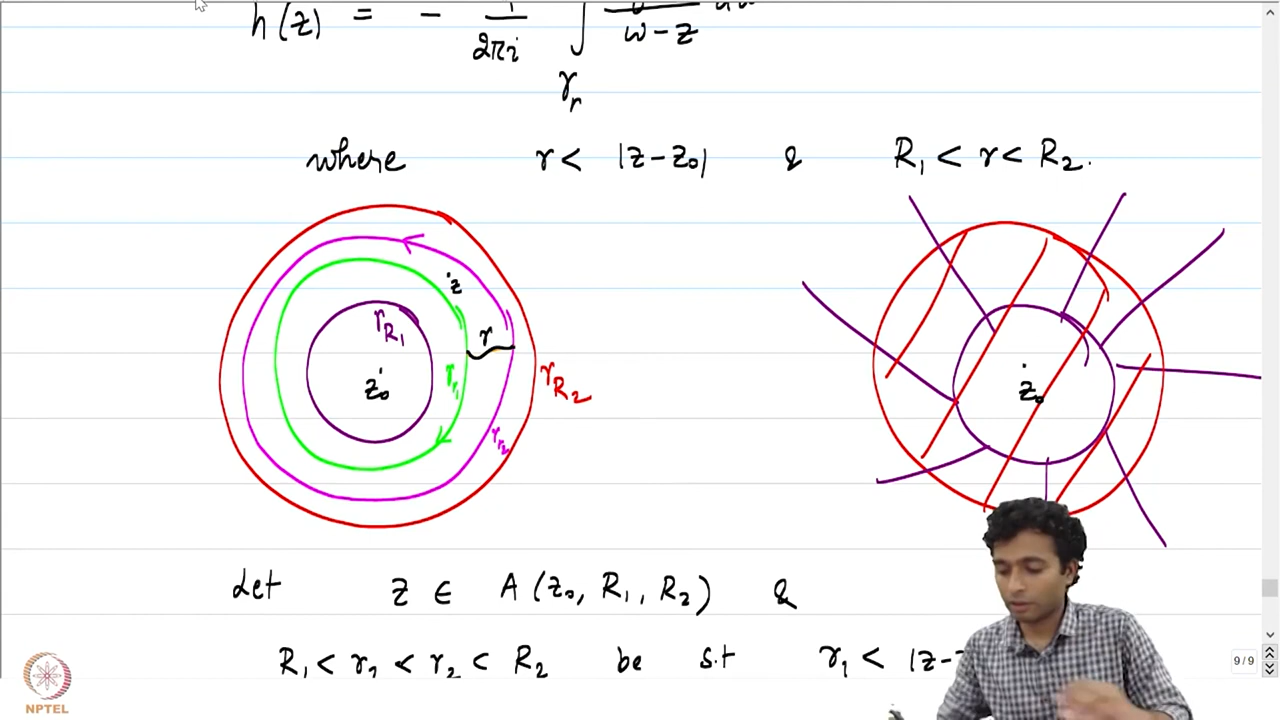 h(z) = - 1/2πi ∫γr /w-z dw
where r < |z-z₀| & R₁ < r < R₂.
z
γR₁
r
z₀
γr₁
γR₂
γr₂
z₀
Let z ∈ A(z₀, R₁, R₂) &
R₁ < r₁ < r₂ < R₂ be s.t r₁ < |z-
9/9
NPTEL